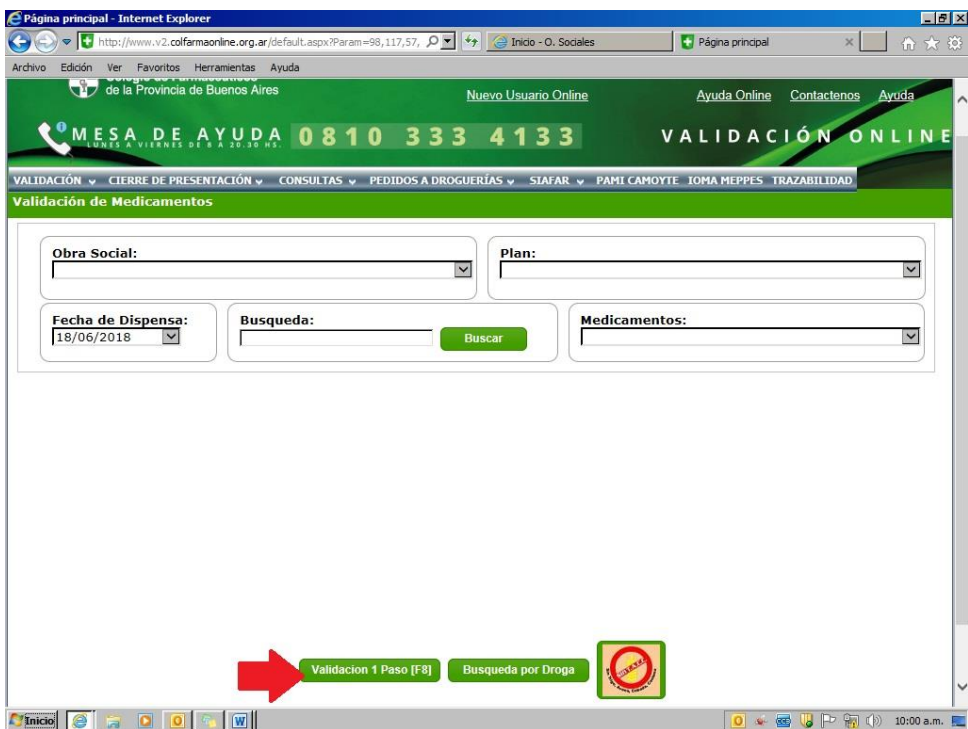 Página principal - Internet Explorer
http://www.v2.colfarmaonline.org.ar/default.aspx?Param=98,117,57,
Inicio - O. Sociales
Página principal
Archivo Edición Ver Favoritos Herramientas Ayuda
Colegio de Farmacéuticos
de la Provincia de Buenos Aires
Nuevo Usuario Online
Ayuda Online Contactenos Ayuda
MESA DE AYUDA 0810 333 4133
LUNES A VIERNES DE 8 A 20.30 HS.
VALIDACIÓN ONLINE
VALIDACIÓN CIERRE DE PRESENTACIÓN CONSULTAS PEDIDOS A DROGUERÍAS SIAFAR PAMI CAMOYTE IOMA MEPPES TRAZABILIDAD
Validación de Medicamentos
Obra Social: Plan:
Fecha de Dispensa: Busqueda: Medicamentos:
18/06/2018 Buscar
Validacion 1 Paso [F8] Busqueda por Droga
Inicio 10:00 a.m.